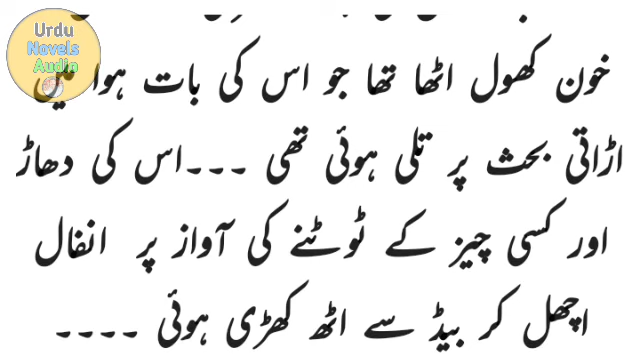 Urdu
Novels
Audio
خون کھول اٹھا تھا جو اس کی بات ہوا میں
اڑاتی بحث پر تلی ہوئی تھی ۔۔۔اس کی دھاڑ
اور کسی چیز کے ٹوٹنے کی آواز پر انفال
اچھل کر بیڈ سے اٹھ کھڑی ہوئی ۔۔۔۔